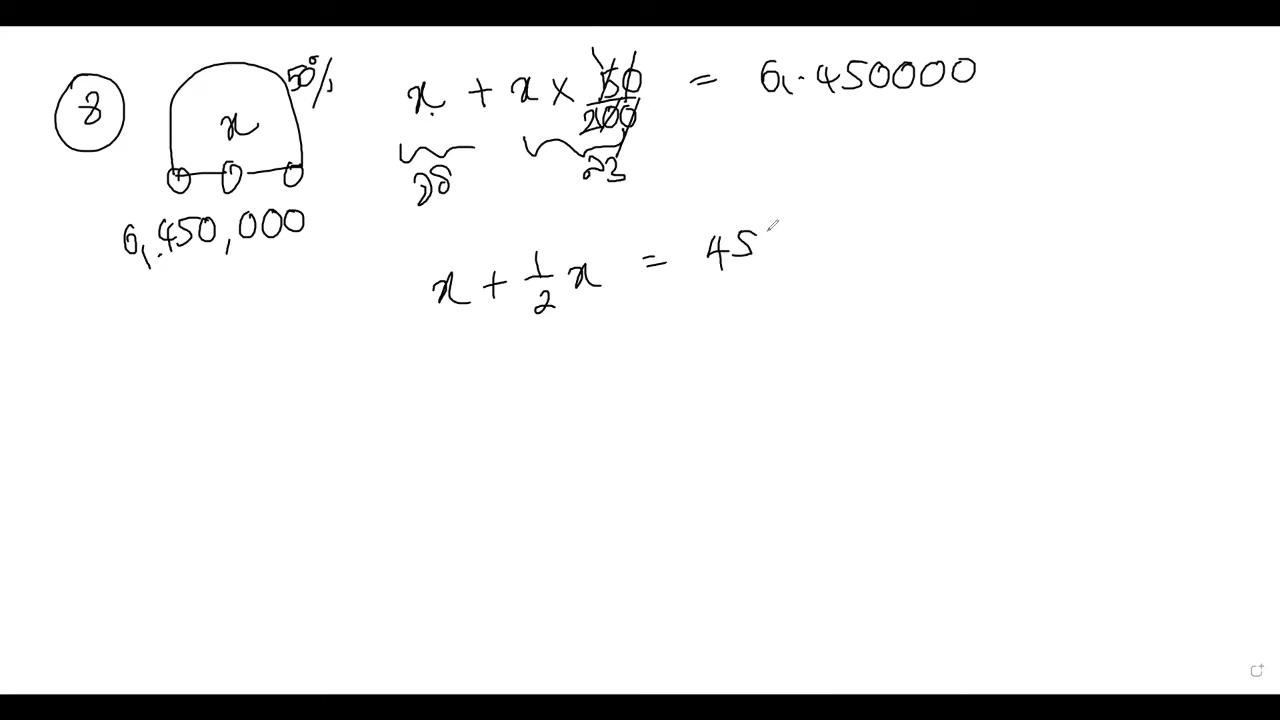 8
50%
x
6,450,000
x + x × 50/100 = 6,450000
x + 1/2 x = 45